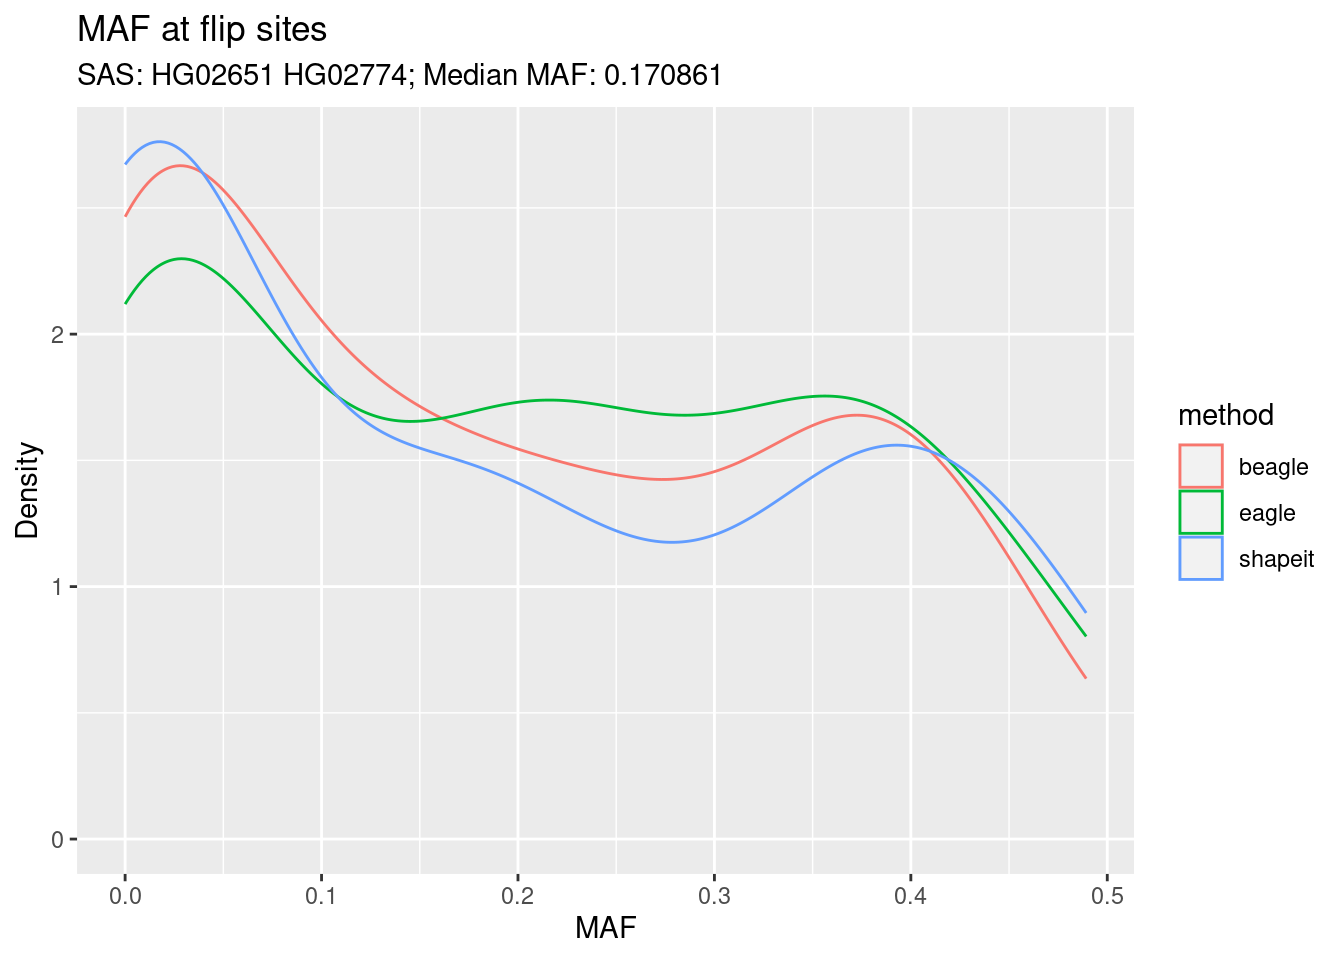 MAF at flip sites
SAS: HG02651 HG02774; Median MAF: 0.170861
Density
2
1
0
0.0 0.1 0.2 0.3 0.4 0.5
MAF
method
beagle
eagle
shapeit